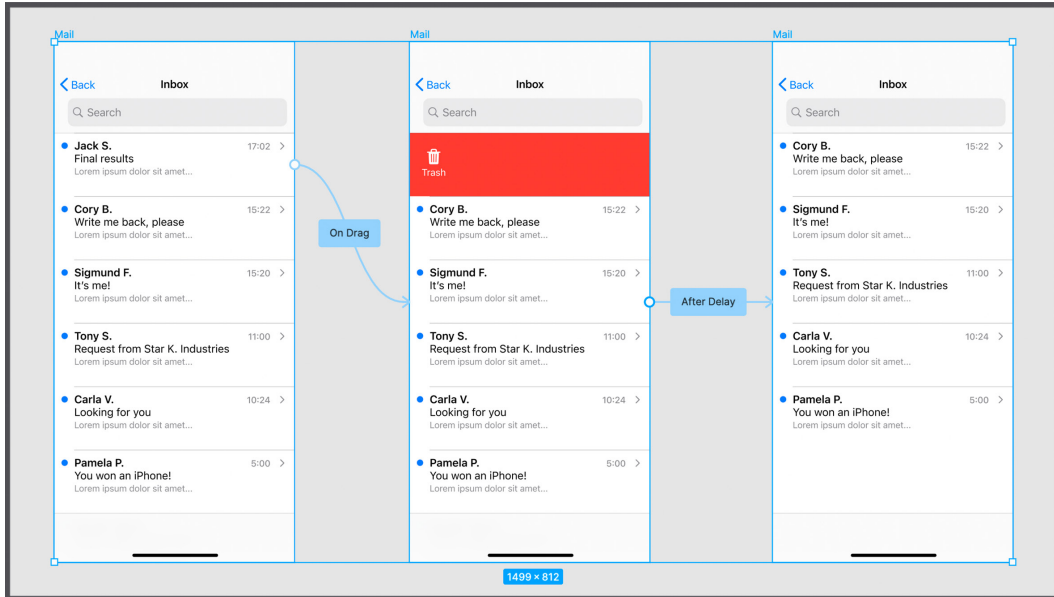 Mail
Back Inbox
Search
Jack S. 17:02
Final results
Lorem ipsum dolor sit amet...
Cory B. 15:22
Write me back, please
Lorem ipsum dolor sit amet...
Sigmund F. 15:20
It's me!
Lorem ipsum dolor sit amet...
Tony S. 11:00
Request from Star K. Industries
Lorem ipsum dolor sit amet...
Carla V. 10:24
Looking for you
Lorem ipsum dolor sit amet...
Pamela P. 5:00
You won an iPhone!
Lorem ipsum dolor sit amet...
On Drag
Mail
Back Inbox
Search
Trash
Cory B. 15:22
Write me back, please
Lorem ipsum dolor sit amet...
Sigmund F. 15:20
It's me!
Lorem ipsum dolor sit amet...
Tony S. 11:00
Request from Star K. Industries
Lorem ipsum dolor sit amet...
Carla V. 10:24
Looking for you
Lorem ipsum dolor sit amet...
Pamela P. 5:00
You won an iPhone!
Lorem ipsum dolor sit amet...
After Delay
Mail
Back Inbox
Search
Cory B. 15:22
Write me back, please
Lorem ipsum dolor sit amet...
Sigmund F. 15:20
It's me!
Lorem ipsum dolor sit amet...
Tony S. 11:00
Request from Star K. Industries
Lorem ipsum dolor sit amet...
Carla V. 10:24
Looking for you
Lorem ipsum dolor sit amet...
Pamela P. 5:00
You won an iPhone!
Lorem ipsum dolor sit amet...
1499 × 812